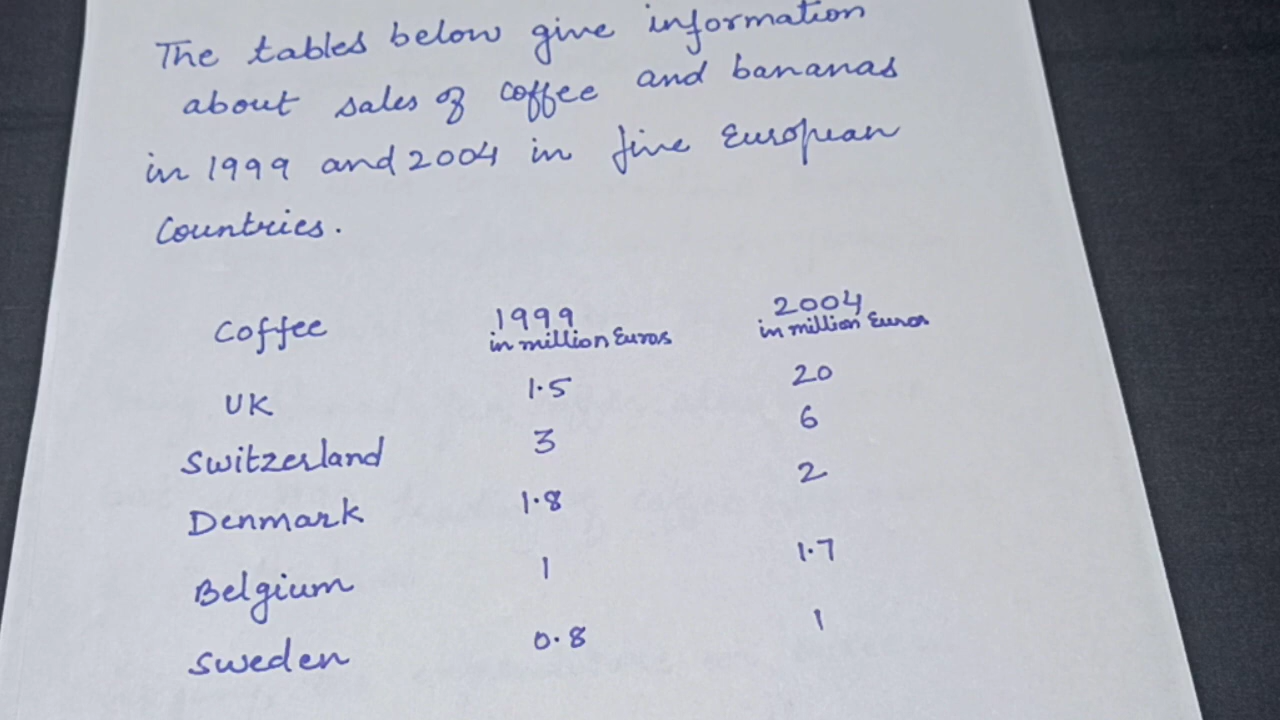 The tables below give information
about sales of coffee and bananas
in 1999 and 2004 in five European
Countries.
Coffee 1999 2004
in million Euros in million Euros
UK 1.5 20
Switzerland 3 6
Denmark 1.8 2
Belgium 1 1.7
Sweden 0.8 1